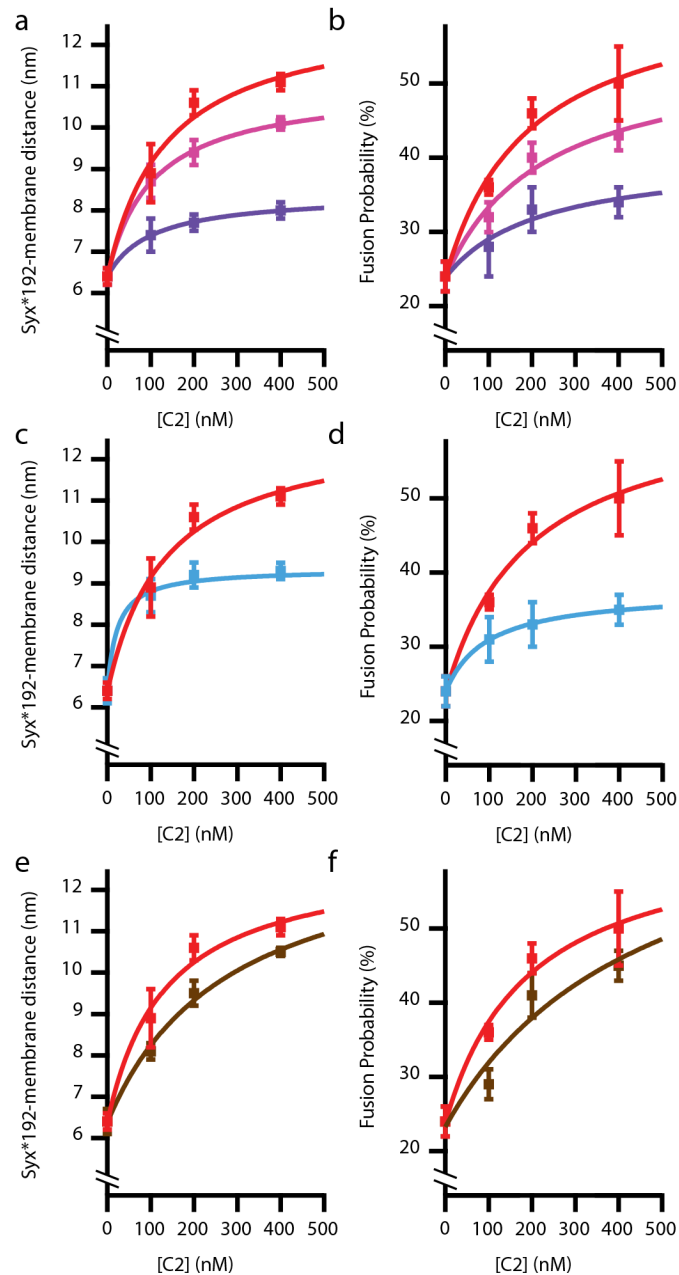 a
Syx*192-membrane distance (nm)
12
11
10
9
8
7
6
0 100 200 300 400 500
[C2] (nM)
b
Fusion Probability (%)
50
40
30
20
0 100 200 300 400 500
[C2] (nM)
c
Syx*192-membrane distance (nm)
12
11
10
9
8
7
6
0 100 200 300 400 500
[C2] (nM)
d
Fusion Probability (%)
50
40
30
20
0 100 200 300 400 500
[C2] (nM)
e
Syx*192-membrane distance (nm)
12
11
10
9
8
7
6
0 100 200 300 400 500
[C2] (nM)
f
Fusion Probability (%)
50
40
30
20
0 100 200 300 400 500
[C2] (nM)